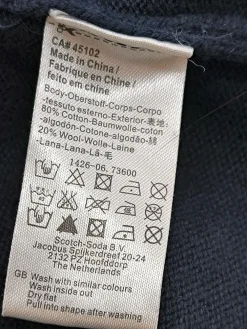 CA# 45102
Made in China /
Fabriqué en Chine /
feito em chine
Body-Oberstoff-Corps-Corpo
-tessuto esterno-Exterior-表-
80% Cotton-Baumwolle-coton
-algodón-Cotone-algodão-綿
20% Wool-Wolle-Laine
-Lana-Lana-Lã-毛
1426-06. 73600
Scotch-Soda B.V.
Jacobus Spijkerdreef 20-24
2132 PZ Hoofddorp
The Netherlands
GB Wash with similar colours
Wash inside out
Dry flat
Pull into shape after washing